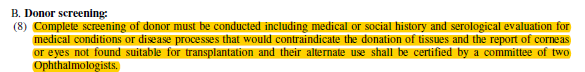 B. Donor screening:
(8) Complete screening of donor must be conducted including medical or social history and serological evaluation for
medical conditions or disease processes that would contraindicate the donation of tissues and the report of corneas
or eyes not found suitable for transplantation and their alternate use shall be certified by a committee of two
Ophthalmologists.